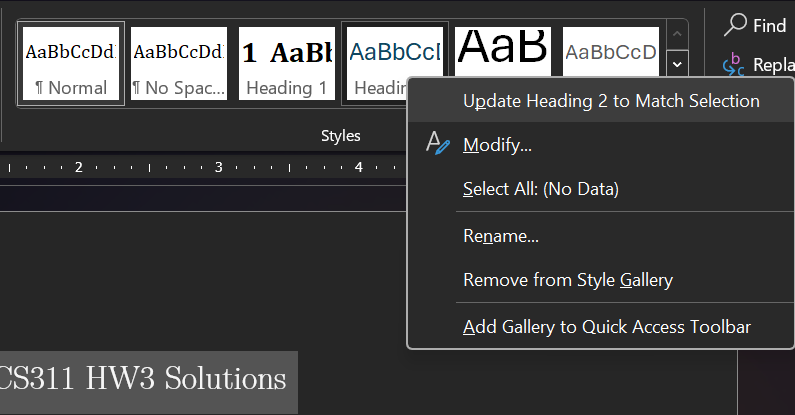 AaBbCcDd
AaBbCcDd
1 AaBb
AaBbCcD
AaB
AaBbCcD
¶ Normal
¶ No Spac...
Heading 1
Headin
Find
Repla
Styles
2 3 4
Update Heading 2 to Match Selection
Modify...
Select All: (No Data)
Rename...
Remove from Style Gallery
Add Gallery to Quick Access Toolbar
CS311 HW3 Solutions